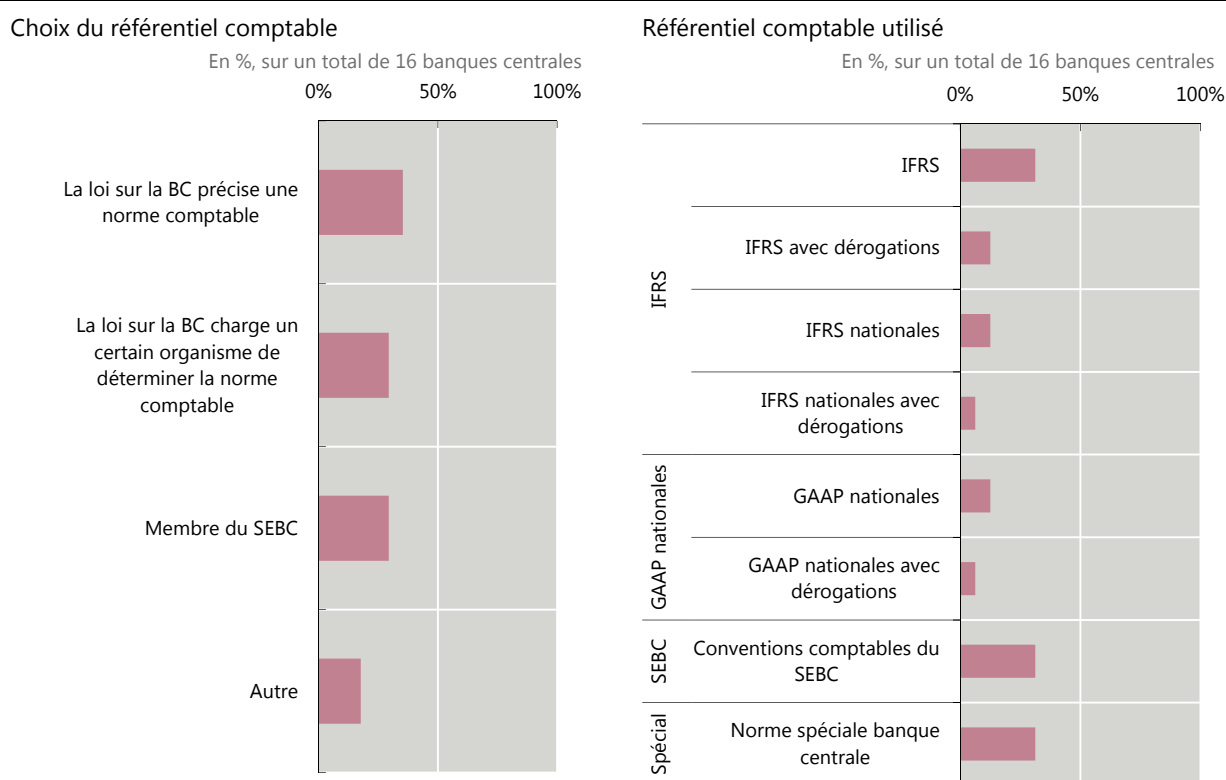 Choix du référentiel comptable
En %, sur un total de 16 banques centrales
0% 50% 100%
La loi sur la BC précise une
norme comptable
La loi sur la BC charge un
certain organisme de
déterminer la norme
comptable
Membre du SEBC
Autre
Référentiel comptable utilisé
En %, sur un total de 16 banques centrales
0% 50% 100%
IFRS
IFRS
IFRS avec dérogations
IFRS nationales
IFRS nationales avec
dérogations
GAAP nationales
GAAP nationales
GAAP nationales avec
dérogations
SEBC
Conventions comptables du
SEBC
Spécial
Norme spéciale banque
centrale